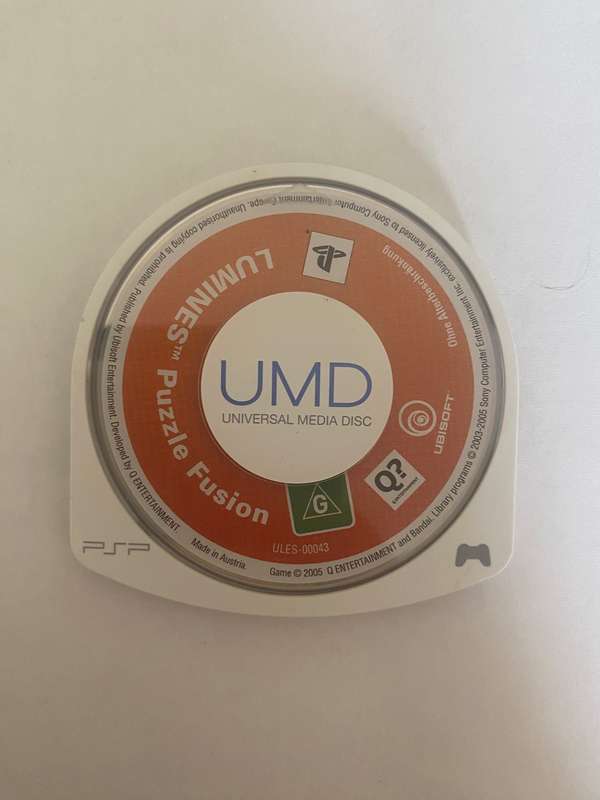 Published by Ubisoft Entertainment. Developed by Q ENTERTAINMENT.
Unauthorised copying is prohibited.
exclusively licensed to Sony Computer Entertainment Europe.
Library programs © 2003-2005 Sony Computer Entertainment Inc.
Game © 2005 Q ENTERTAINMENT and Bandai.
Made in Austria.
LUMINES™ Puzzle Fusion
Ohne Altersbeschränkung
UMD
UNIVERSAL MEDIA DISC
UBISOFT
Q?
ENTERTAINMENT
G
ULES-00043
PSP